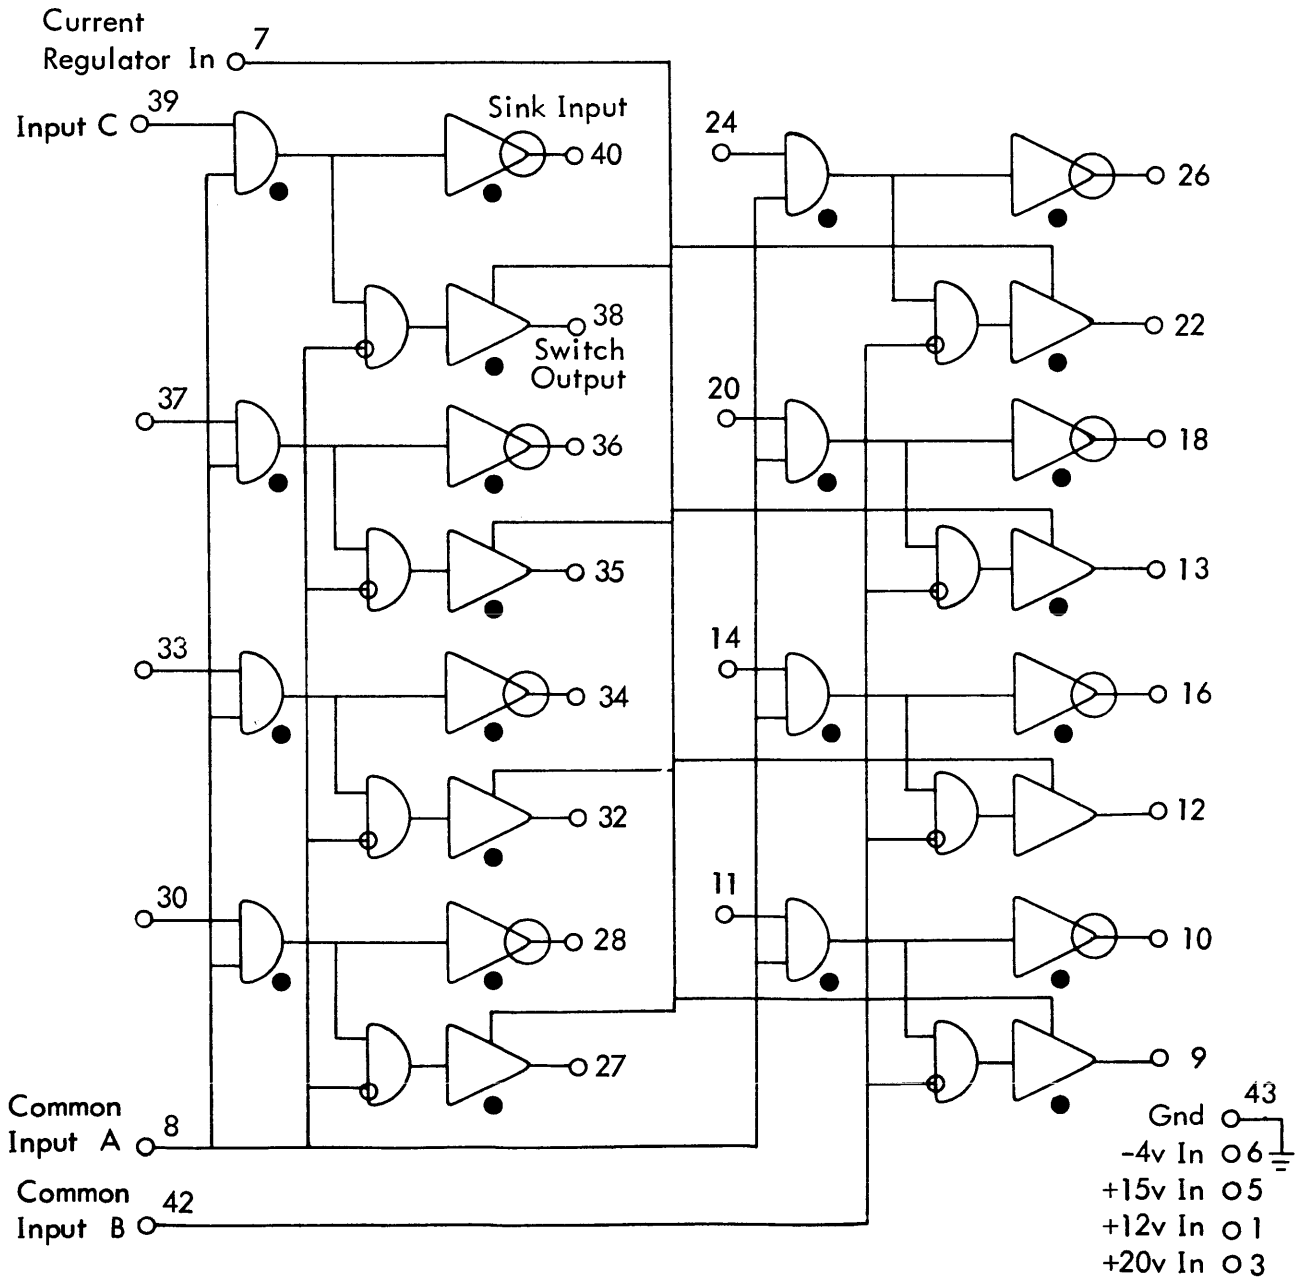 Current
Regulator In 7
Input C 39
Sink Input
40
24
26
38
Switch
Output
22
37
36
20
18
35
13
33
34
14
16
32
12
30
28
11
10
27
9
Common
Input A 8
Common
Input B 42
Gnd 43
-4v In 6
+15v In 5
+12v In 1
+20v In 3